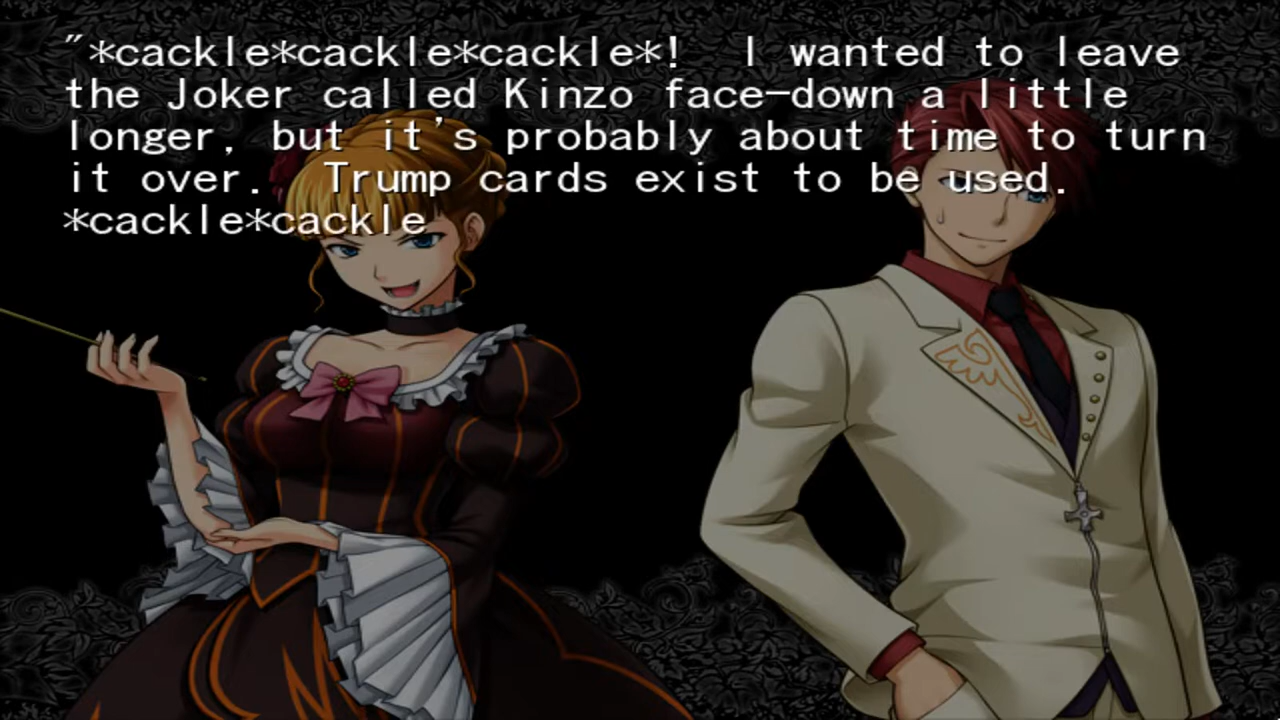 "*cackle*cackle*cackle*!  I wanted to leave
the Joker called Kinzo face-down a little
longer, but it's probably about time to turn
it over.  Trump cards exist to be used.
*cackle*cackle